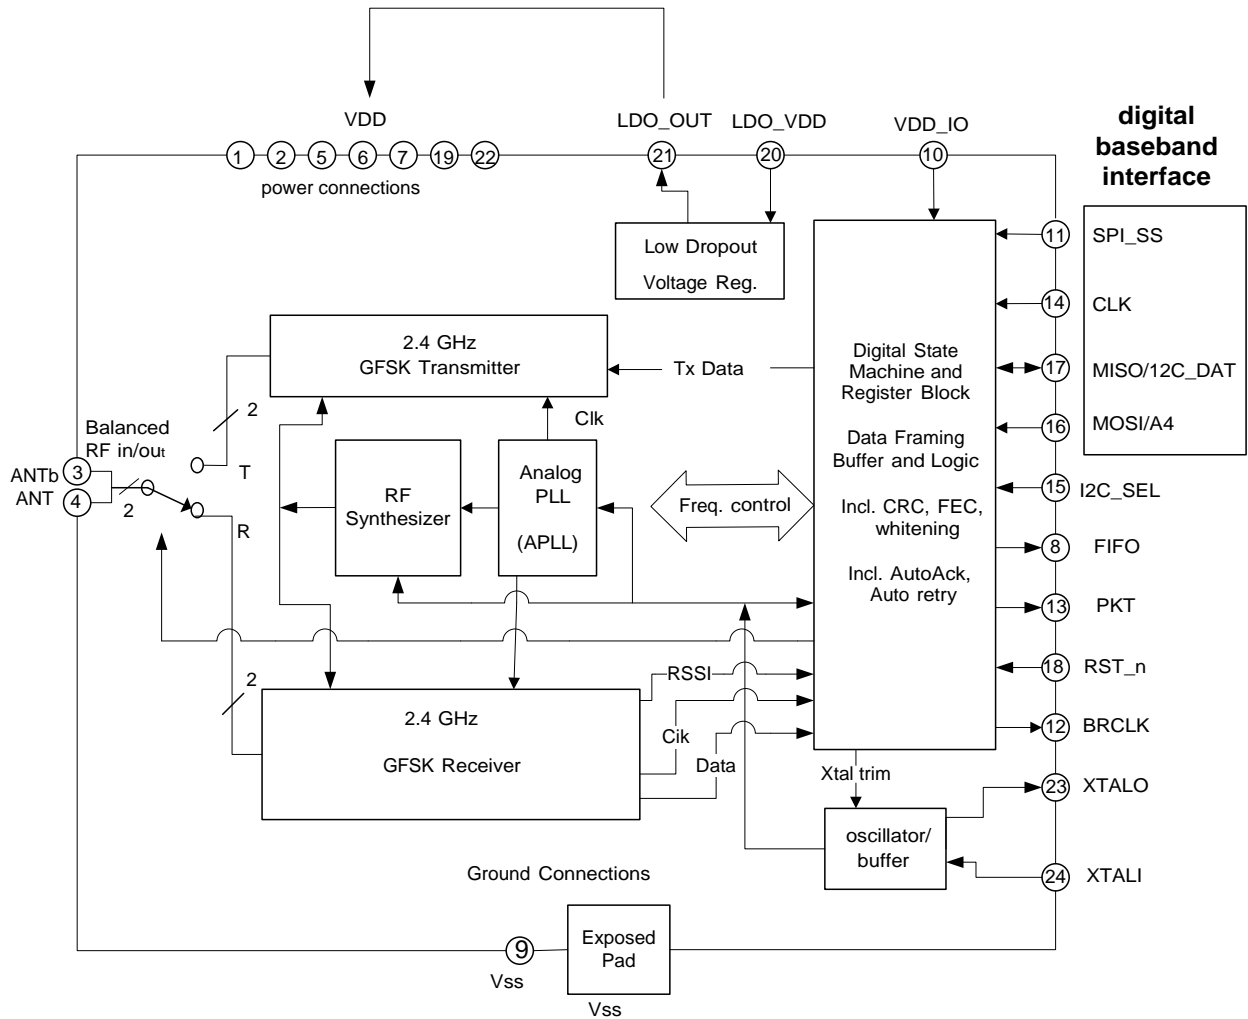 VDD
LDO_OUT
LDO_VDD
VDD_IO
digital
baseband
interface
1
2
5
6
7
19
22
21
20
10
power connections
Low Dropout
Voltage Reg.
11
SPI_SS
14
CLK
17
MISO/12C_DAT
16
MOSI/A4
15
I2C_SEL
8
FIFO
13
PKT
18
RST_n
12
BRCLK
23
XTALO
24
XTALI
2.4 GHz
GFSK Transmitter
Tx Data
Digital State
Machine and
Register Block
Data Framing
Buffer and Logic
Incl. CRC, FEC,
whitening
Incl. AutoAck,
Auto retry
2
Clk
Balanced
RF in/out
ANTb
3
ANT
4
2
T
R
RF
Synthesizer
Analog
PLL
(APLL)
Freq. control
2
2.4 GHz
GFSK Receiver
RSSI
Cik
Data
Xtal trim
oscillator/
buffer
Ground Connections
9
Vss
Exposed
Pad
Vss